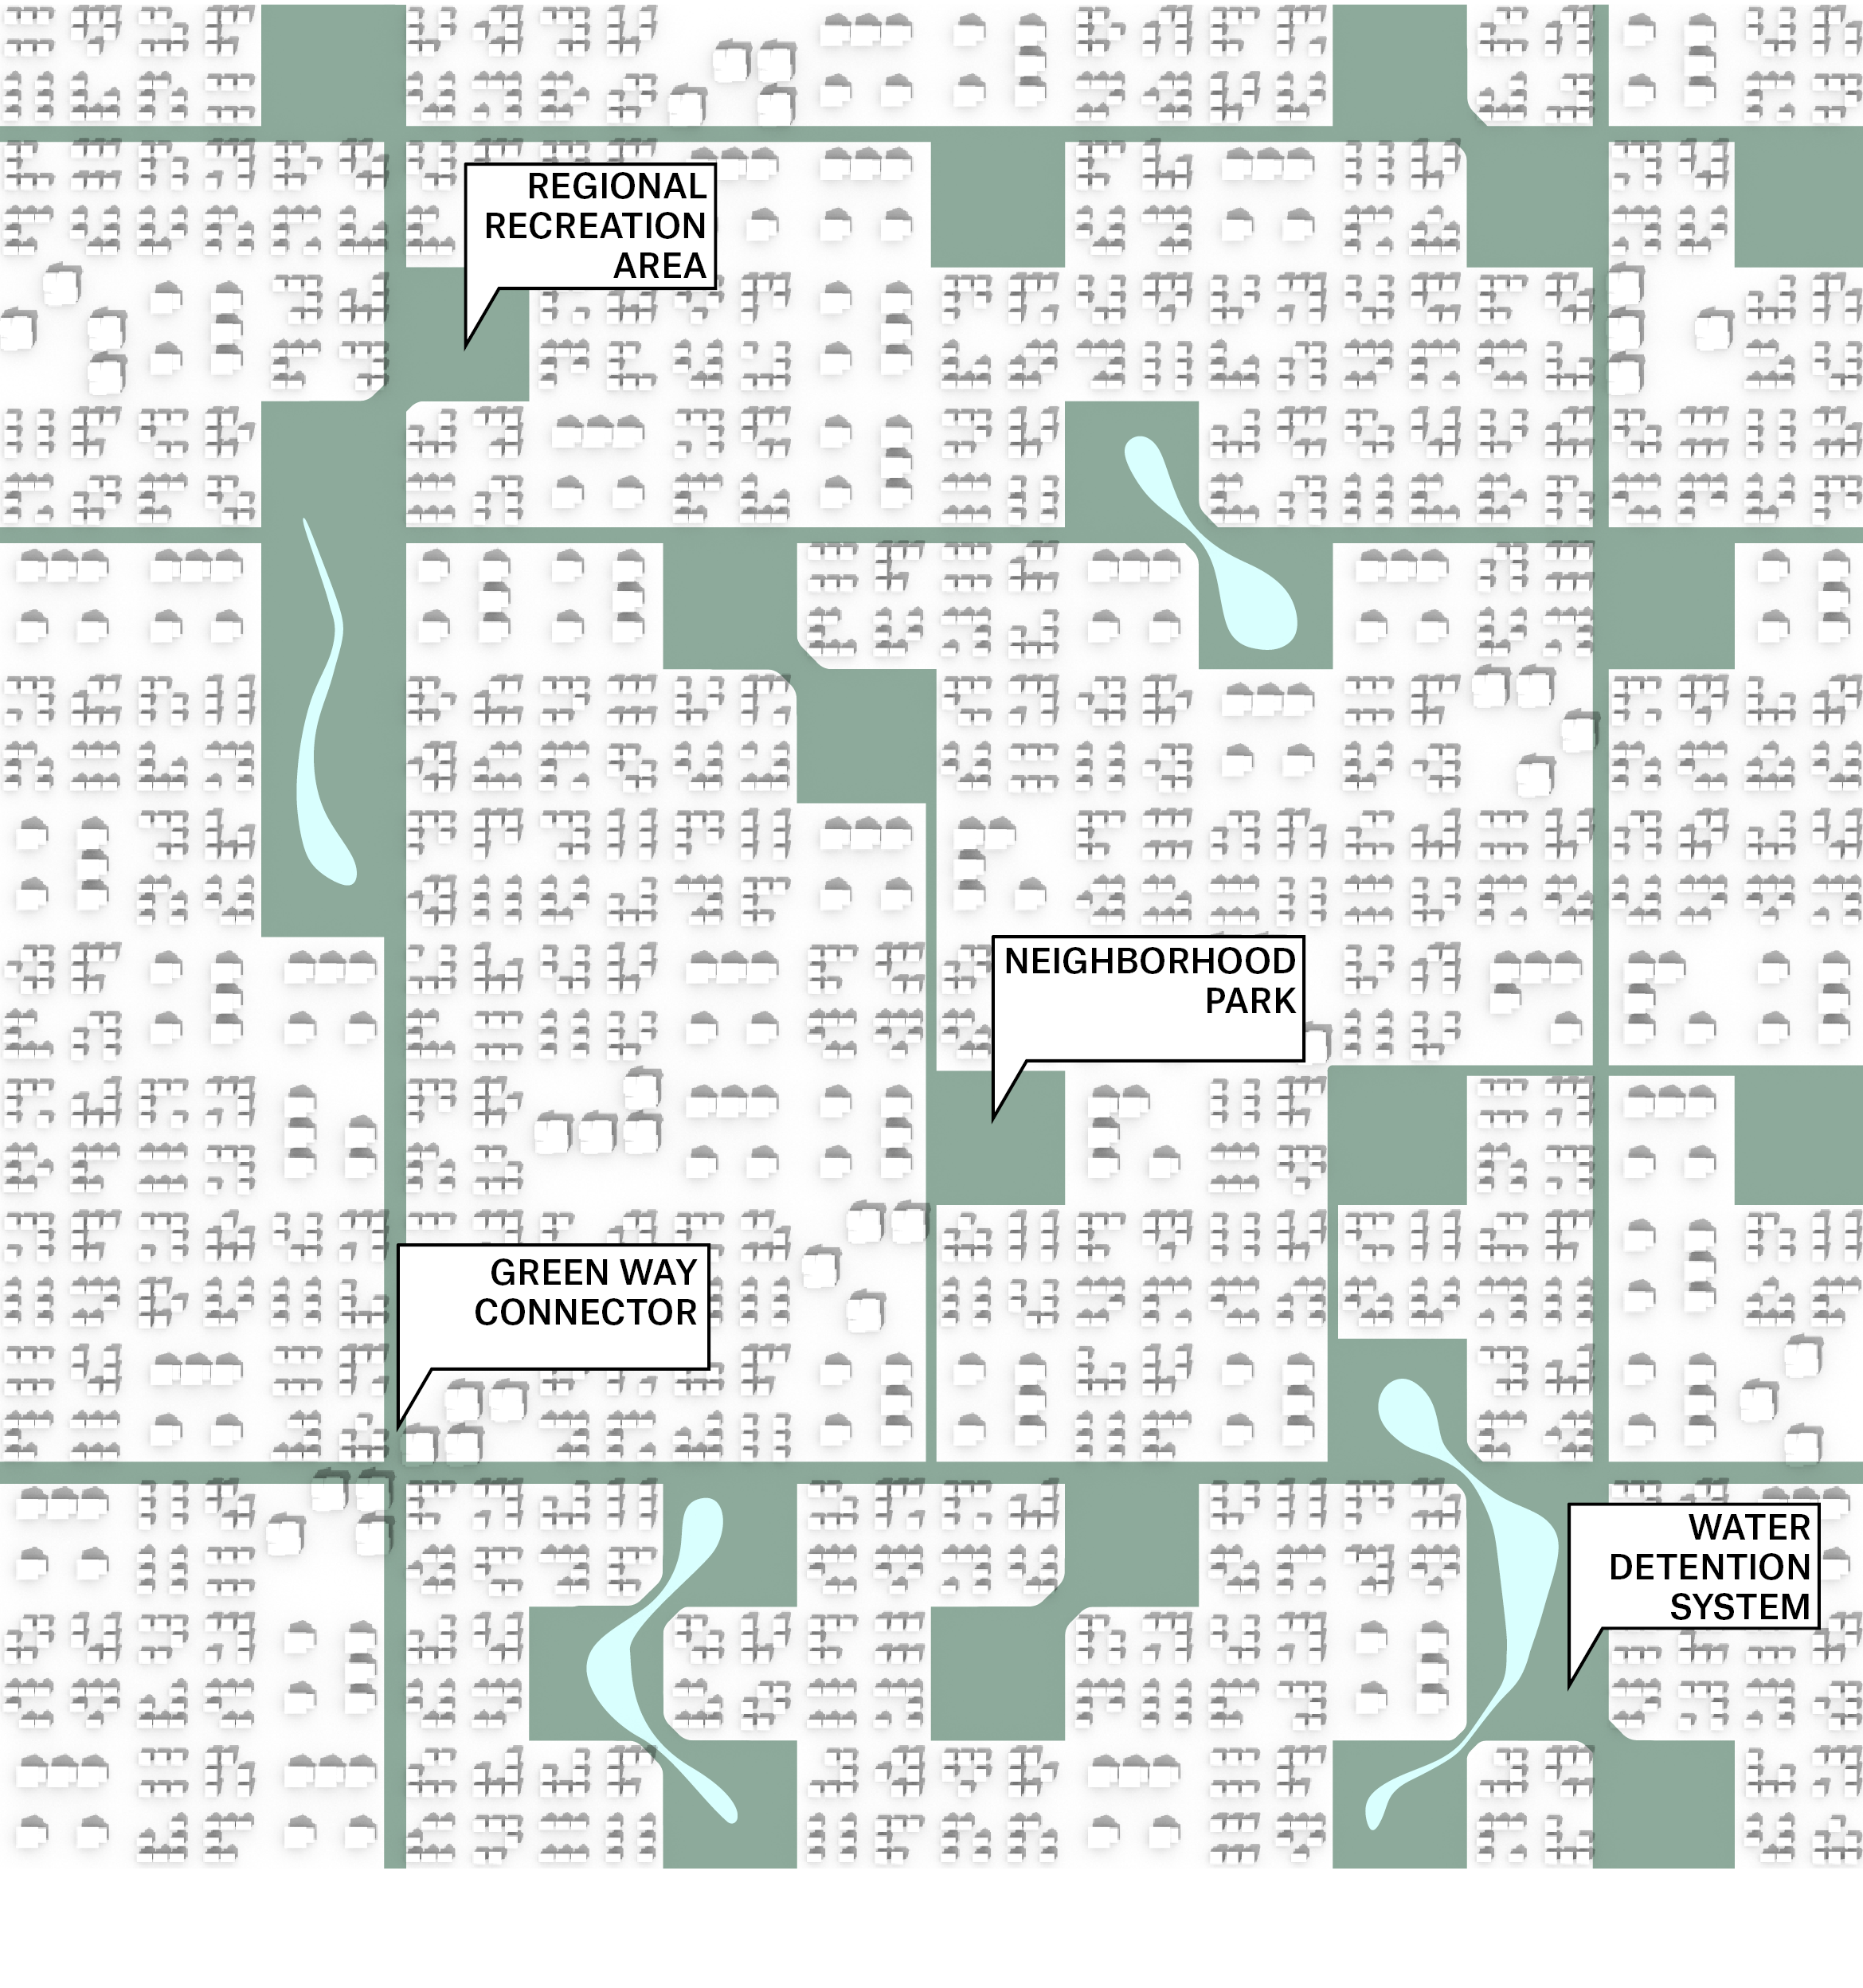 REGIONAL
RECREATION
AREA
NEIGHBORHOOD
PARK
GREEN WAY
CONNECTOR
WATER
DETENTION
SYSTEM